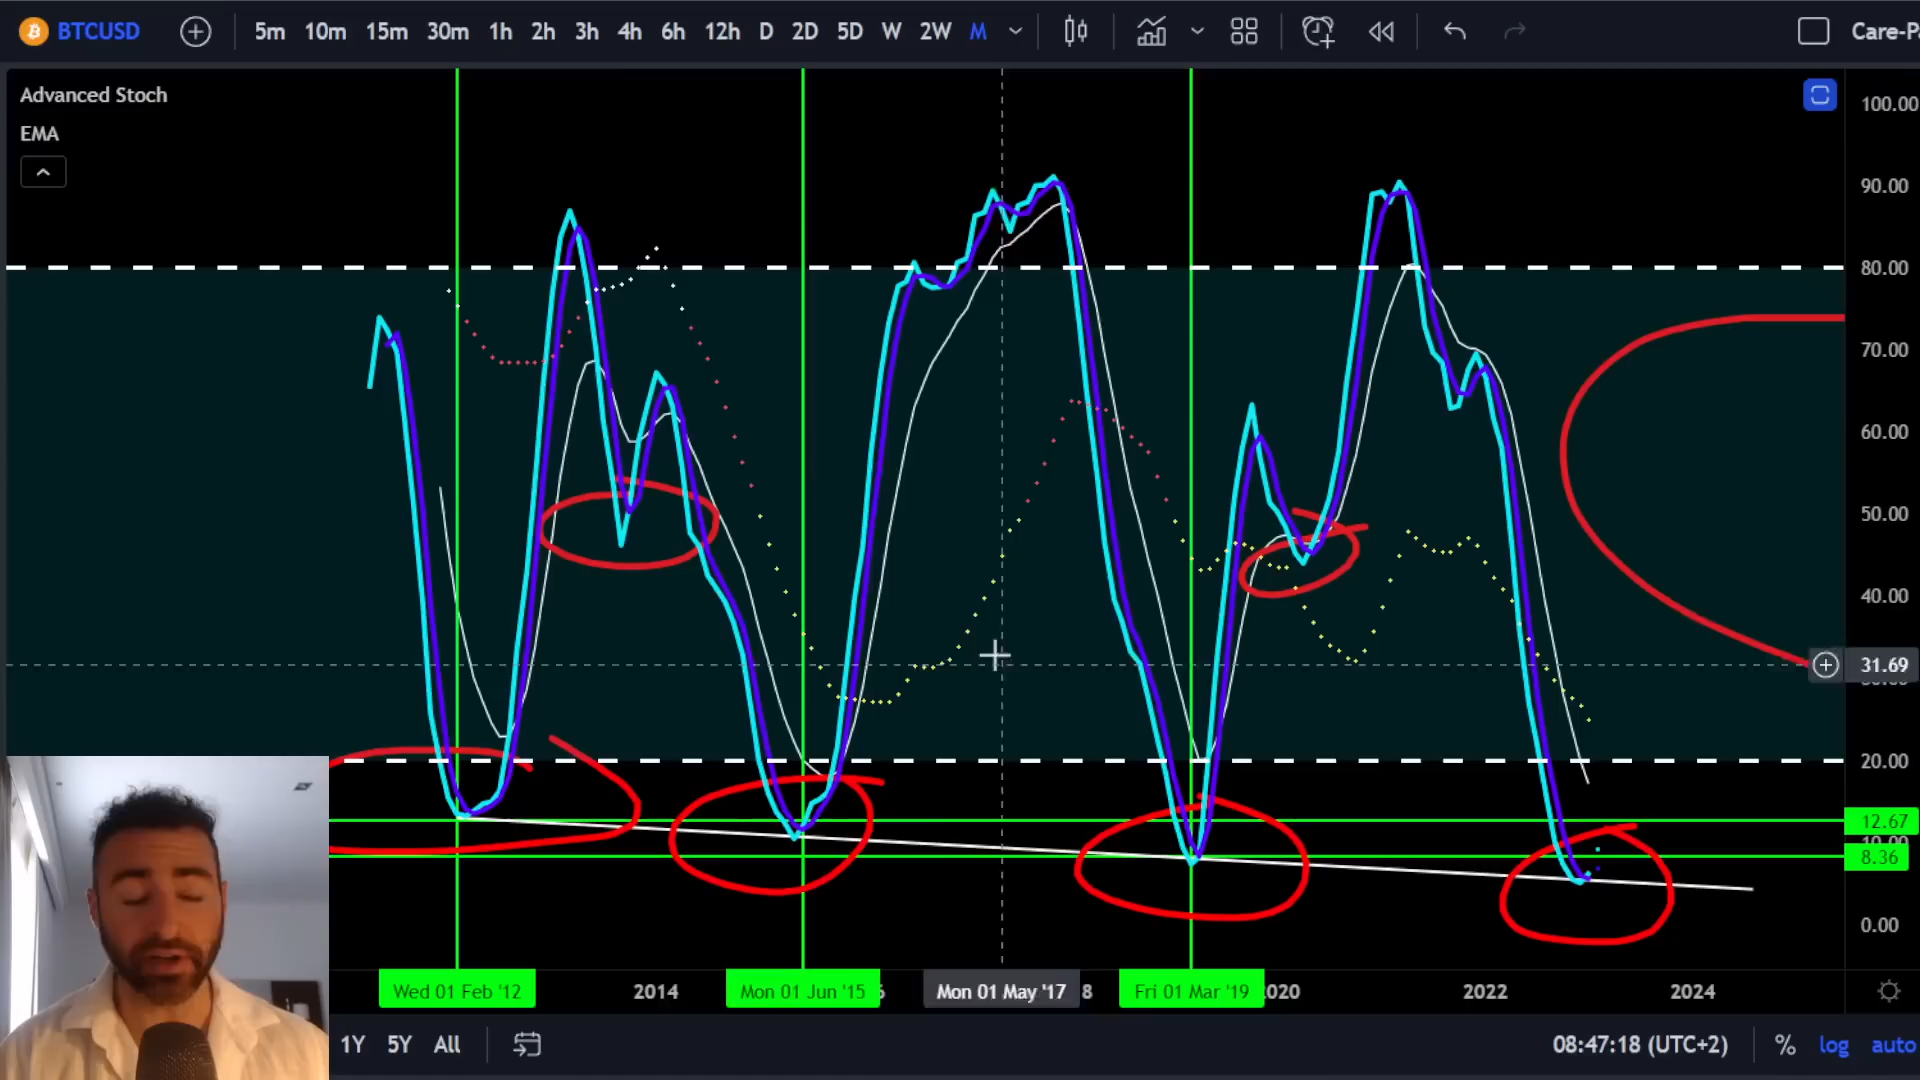 BTCUSD 5m 10m 15m 30m 1h 2h 3h 4h 6h 12h D 2D 5D W 2W M
Advanced Stoch
EMA
100.00
90.00
80.00
70.00
60.00
50.00
40.00
31.69
20.00
12.67
8.36
0.00
Wed 01 Feb '12 2014 Mon 01 Jun '15 Mon 01 May '17 8 Fri 01 Mar '19 2022 2024
1Y 5Y All 08:47:18 (UTC+2) % log auto